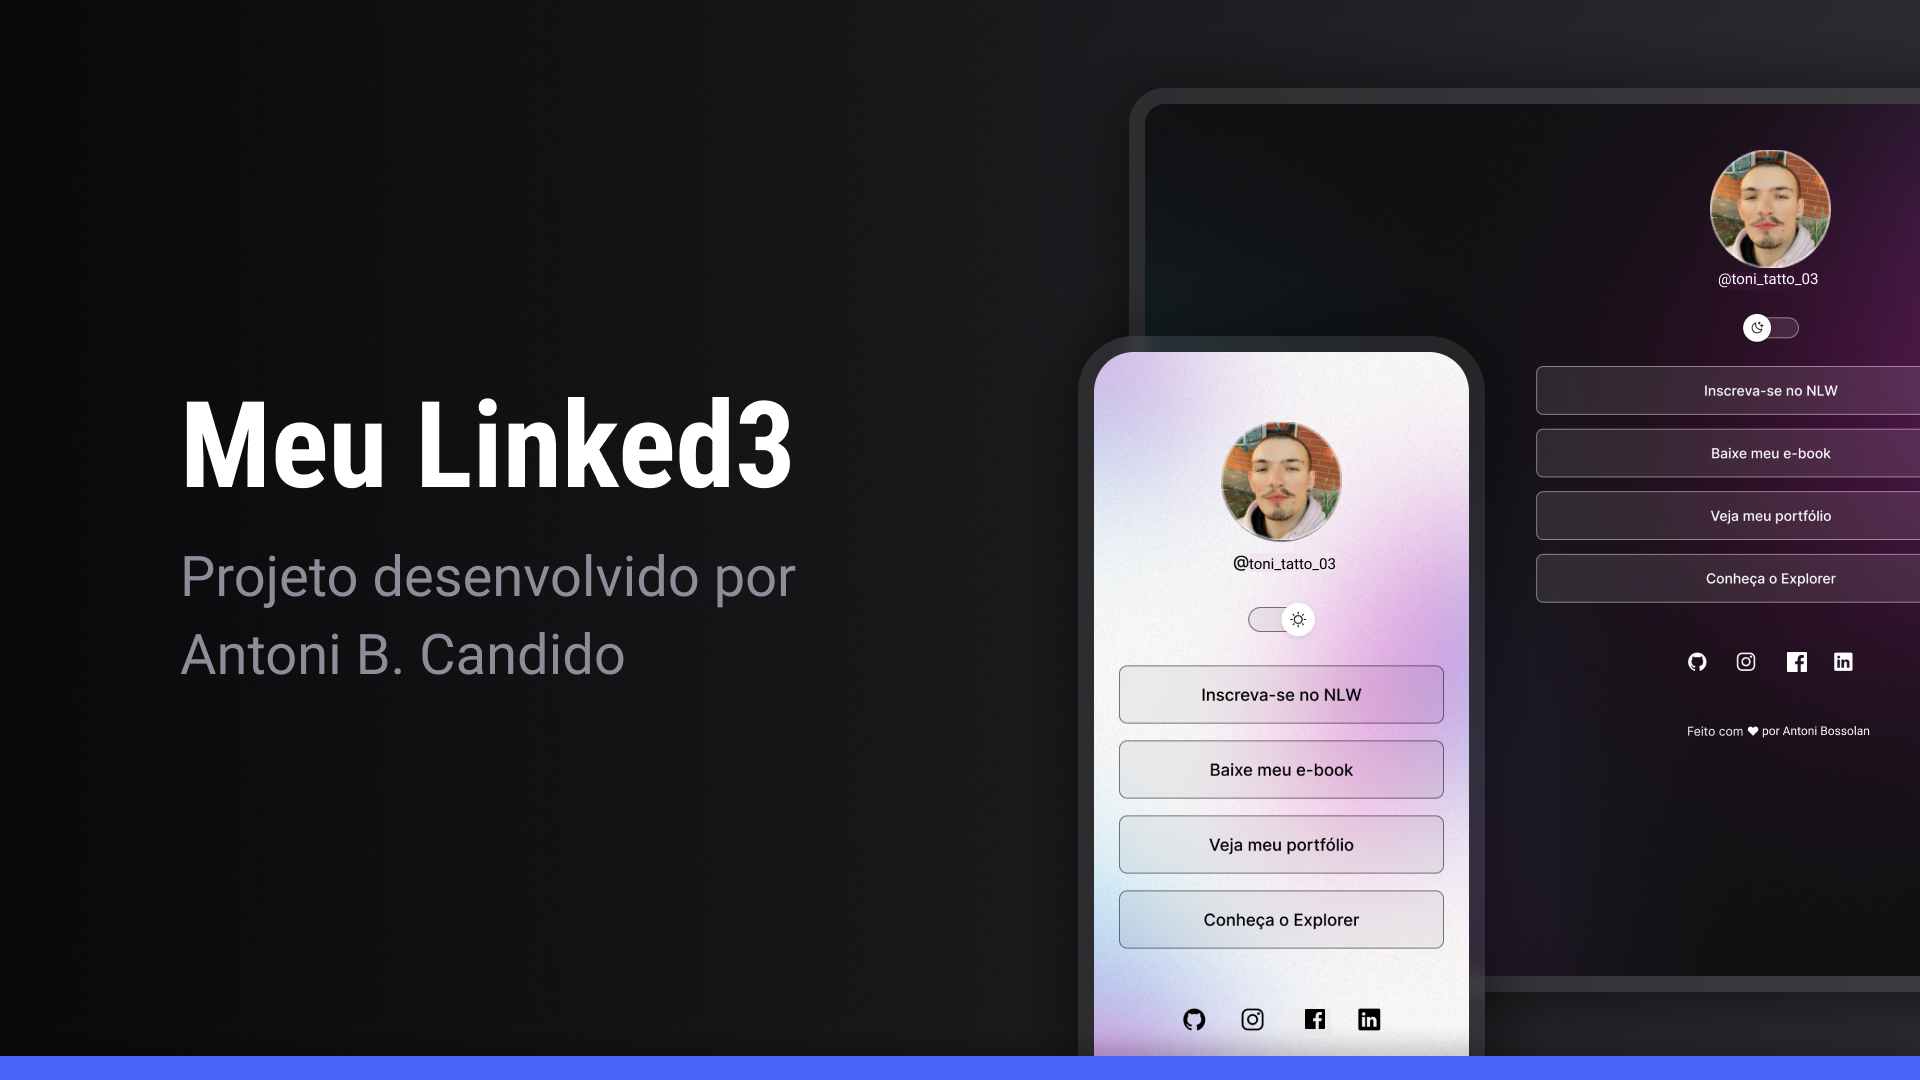 Meu Linked3
Projeto desenvolvido por
Antoni B. Candido
@toni_tatto_03
Inscreva-se no NLW
Baixe meu e-book
Veja meu portfólio
Conheça o Explorer
@toni_tatto_03
Inscreva-se no NLW
Baixe meu e-book
Veja meu portfólio
Conheça o Explorer
Feito com ♥ por Antoni Bossolan